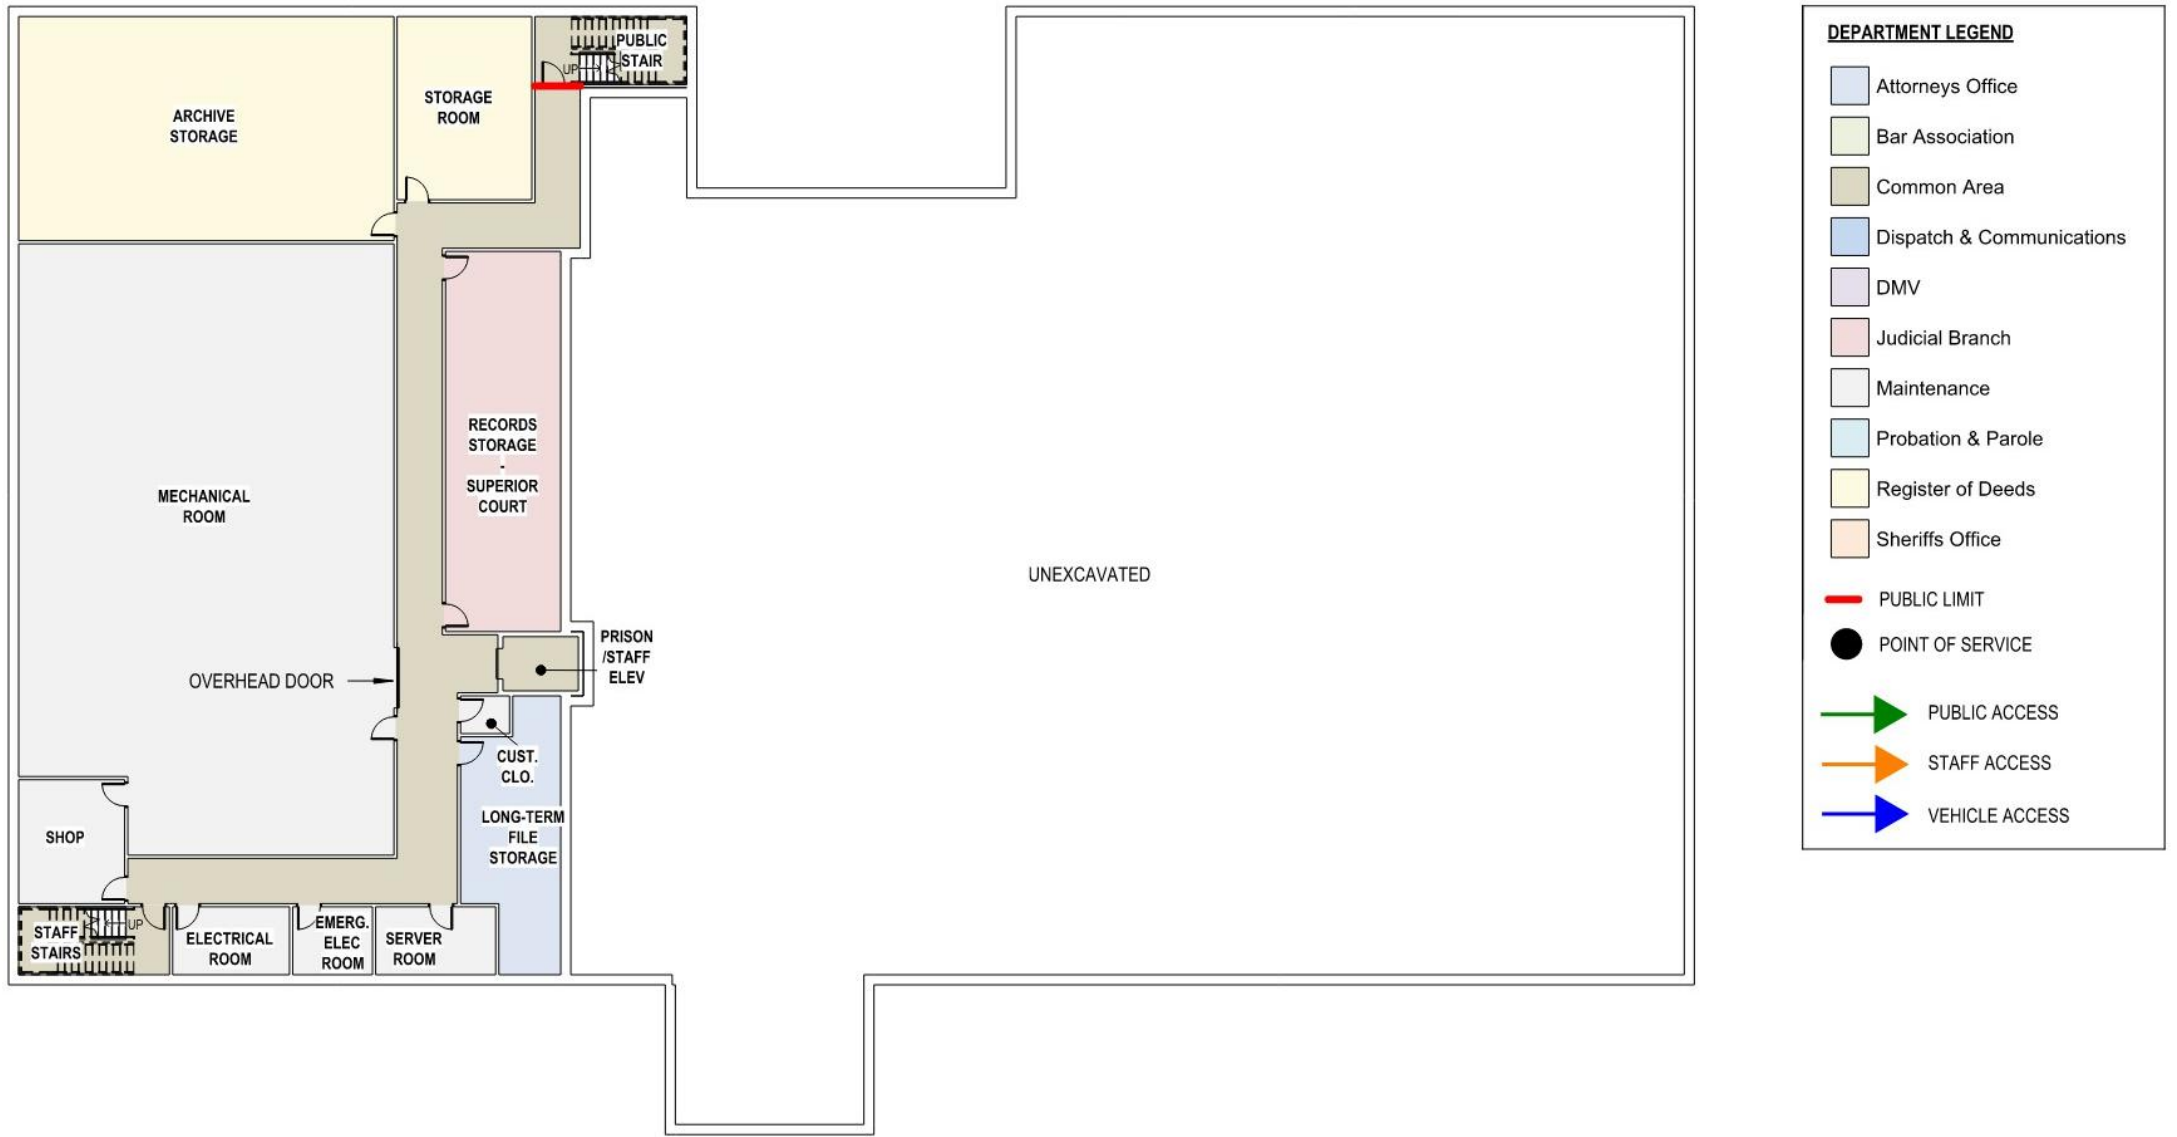 PUBLIC
STAIR
UP
STORAGE
ROOM
ARCHIVE
STORAGE
RECORDS
STORAGE
-
SUPERIOR
COURT
MECHANICAL
ROOM
UNEXCAVATED
PRISON
/STAFF
ELEV
OVERHEAD DOOR
CUST.
CLO.
LONG-TERM
FILE
STORAGE
SHOP
STAFF
STAIRS
UP
ELECTRICAL
ROOM
EMERG.
ELEC
ROOM
SERVER
ROOM
DEPARTMENT LEGEND
Attorneys Office
Bar Association
Common Area
Dispatch & Communications
DMV
Judicial Branch
Maintenance
Probation & Parole
Register of Deeds
Sheriffs Office
PUBLIC LIMIT
POINT OF SERVICE
PUBLIC ACCESS
STAFF ACCESS
VEHICLE ACCESS